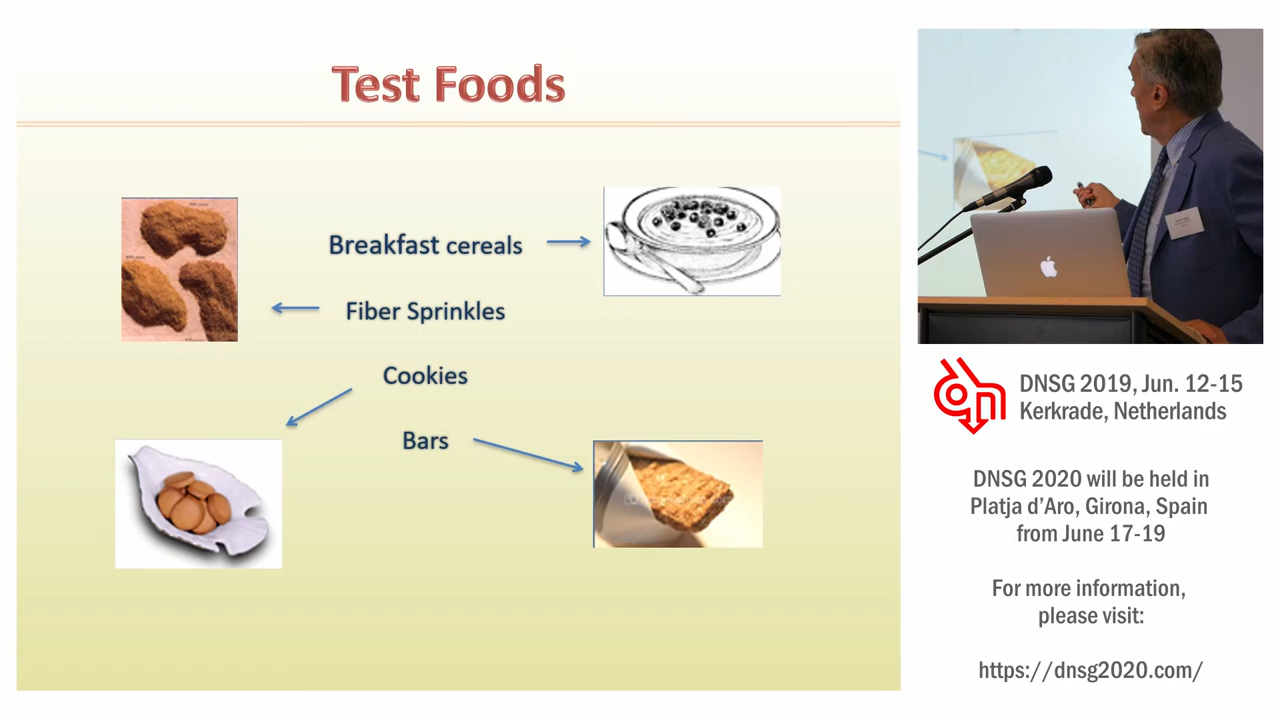 Test Foods
Breakfast cereals
Fiber Sprinkles
Cookies
Bars
DNSG 2019, Jun. 12-15
Kerkrade, Netherlands
DNSG 2020 will be held in
Platja d'Aro, Girona, Spain
from June 17-19
For more information,
please visit:
https://dnsg2020.com/